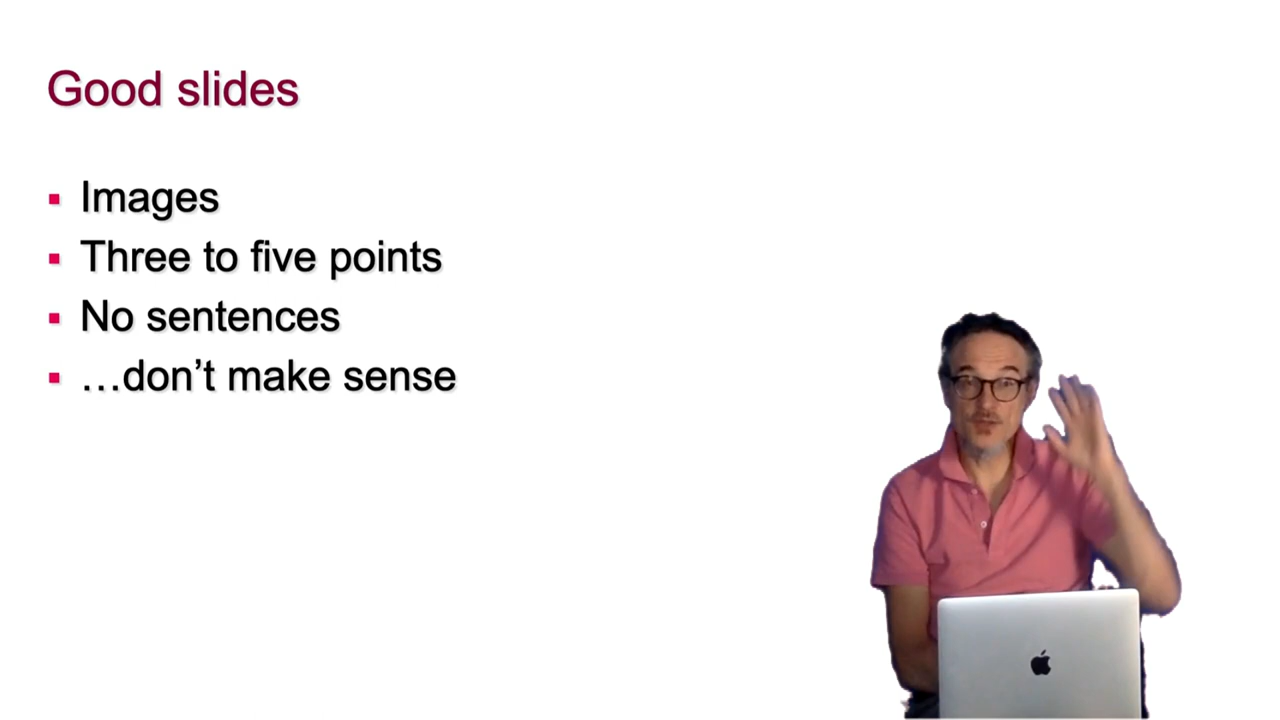 Good slides
Images
Three to five points
No sentences
…don’t make sense